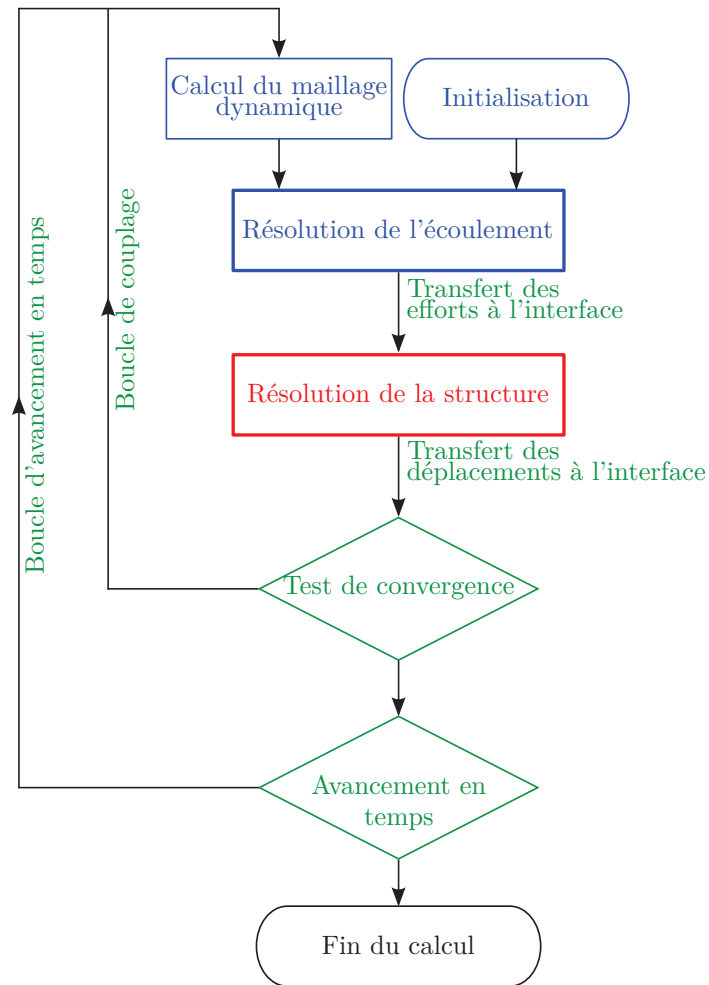 Calcul du maillage
dynamique
Initialisation
Résolution de l'écoulement
Transfert des
efforts à l'interface
Résolution de la structure
Transfert des
déplacements à l'interface
Boucle de couplage
Boucle d'avancement en temps
Test de convergence
Avancement en
temps
Fin du calcul